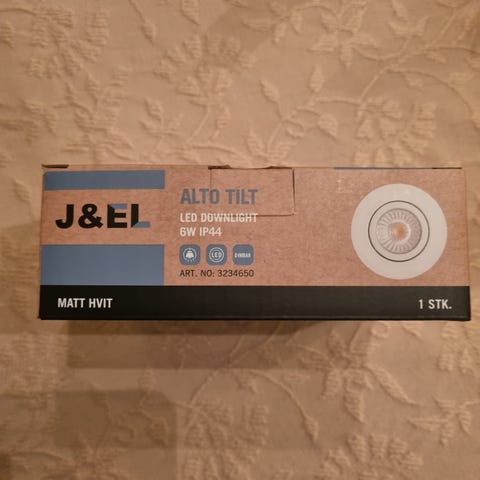 J&EL
ALTO TILT
LED DOWNLIGHT
6W IP44
LED
DIMBAR
ART. NO: 3234650
MATT HVIT
1 STK.